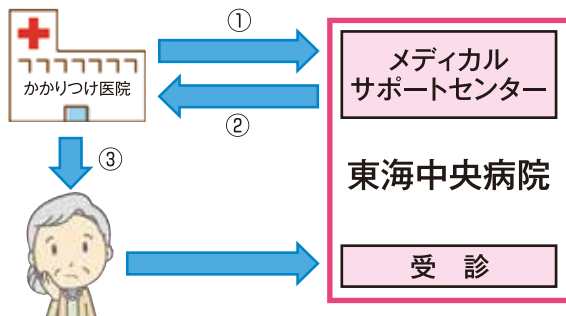 ①
かかりつけ医院
②
③
メディカル
サポートセンター
東海中央病院
受 診